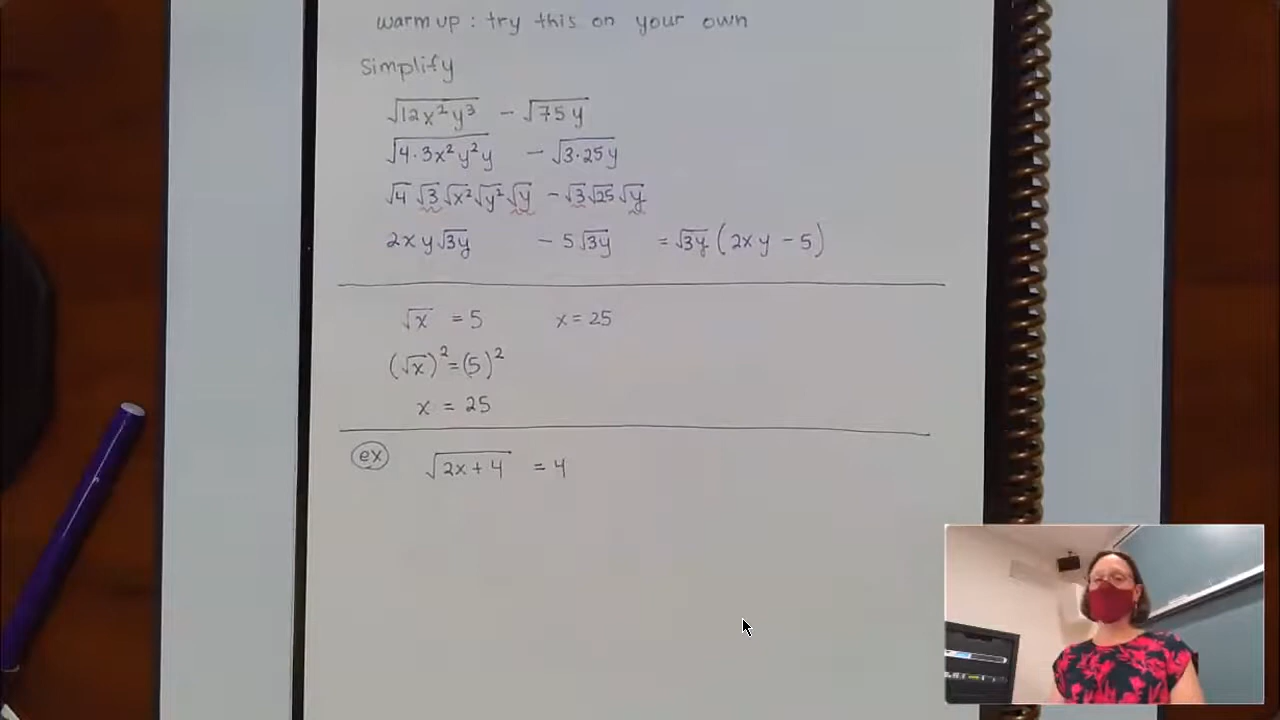 warm up : try this on your own
Simplify
√12x²y³ - √75y
√4·3x²y²y - √3·25y
√4 √3 √x² √y² √y - √3 √25 √y
2xy√3y - 5√3y = √3y (2xy - 5)
√x = 5 x = 25
(√x)² = (5)²
x = 25
ex √2x+4 = 4